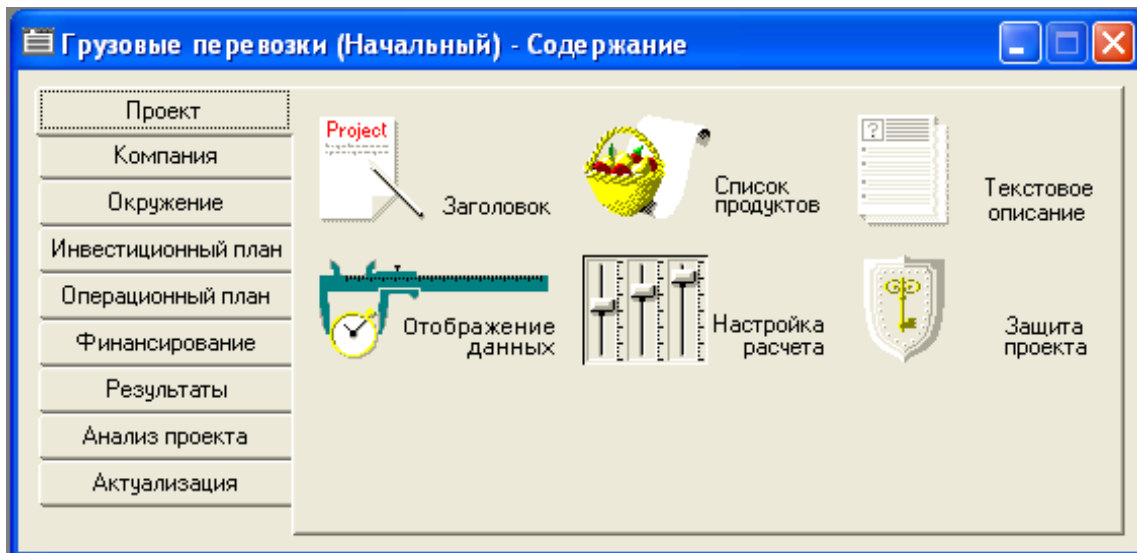 Грузовые перевозки (Начальный) - Содержание
Проект
Компания
Окружение
Инвестиционный план
Операционный план
Финансирование
Результаты
Анализ проекта
Актуализация
Project
Заголовок
Список
продуктов
?
Текстовое
описание
Отображение
данных
Настройка
расчета
Защита
проекта